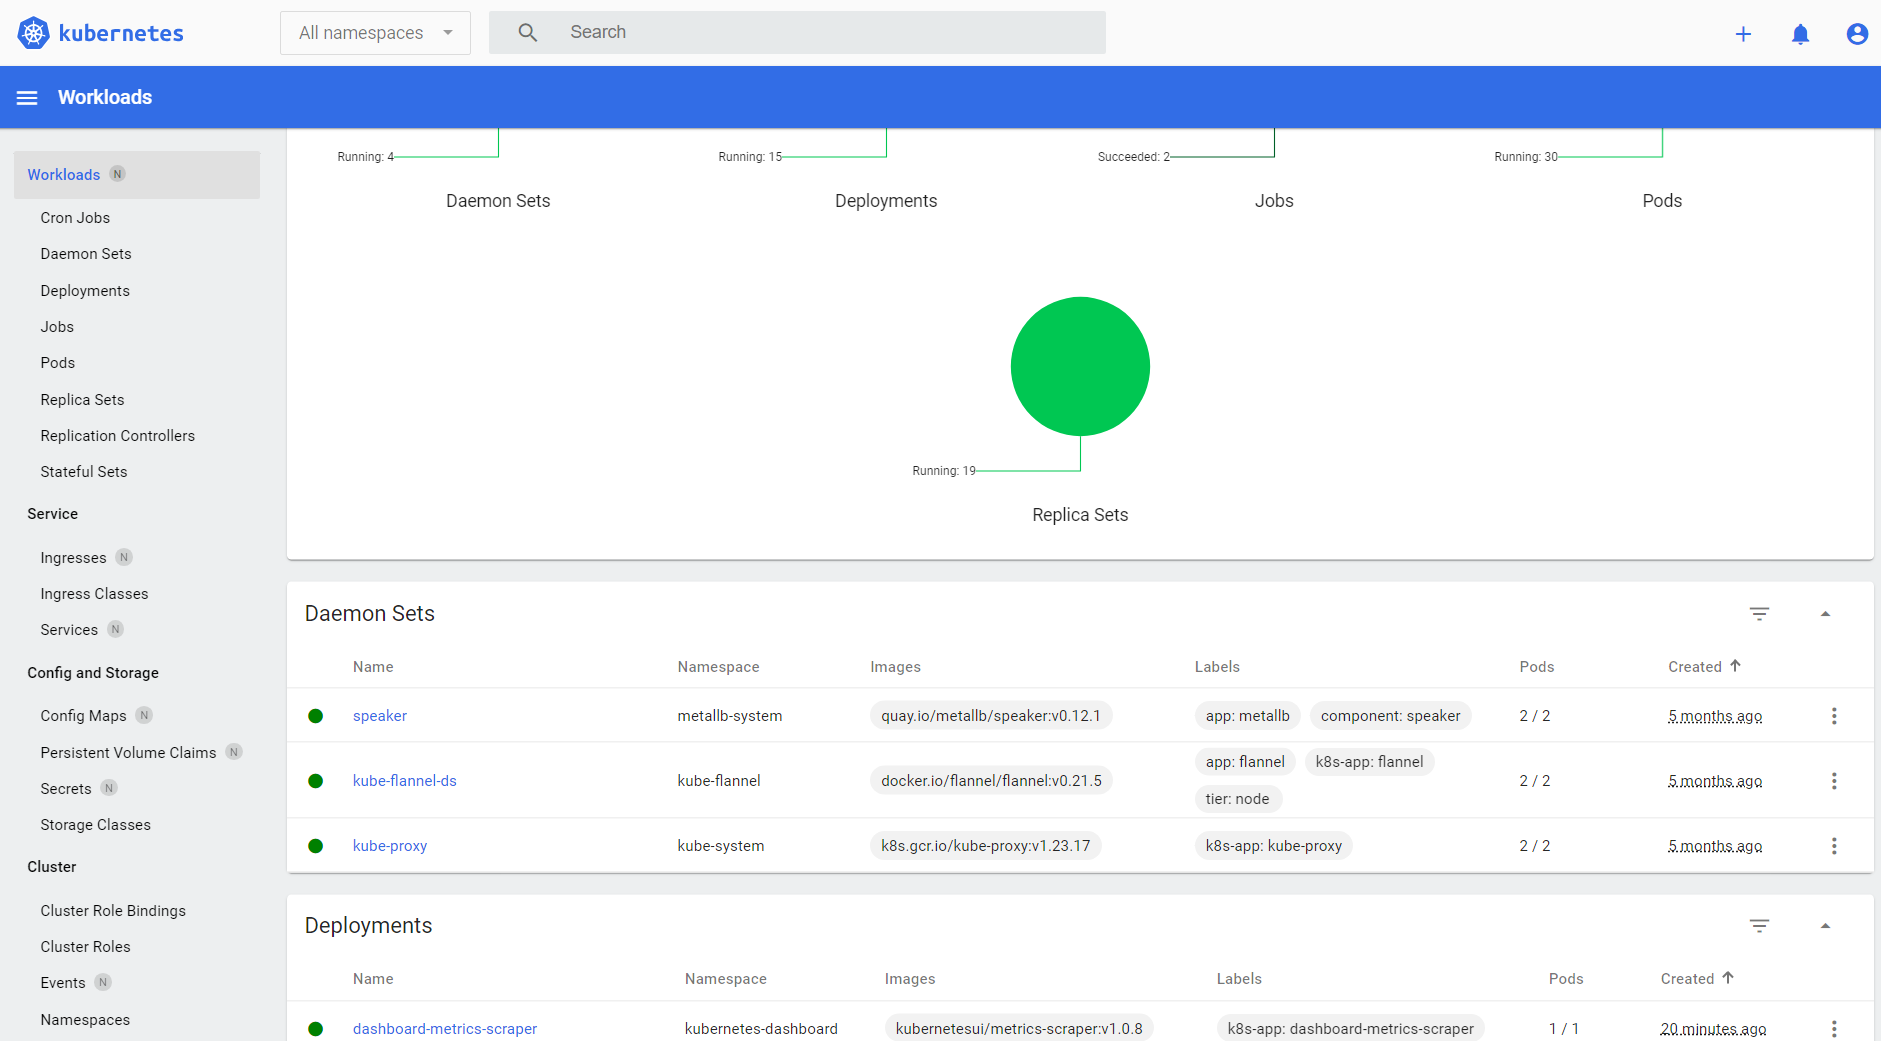 kubernetes
All namespaces
Search
Workloads
Workloads N
Cron Jobs
Daemon Sets
Deployments
Jobs
Pods
Replica Sets
Replication Controllers
Stateful Sets
Service
Ingresses N
Ingress Classes
Services N
Config and Storage
Config Maps N
Persistent Volume Claims N
Secrets N
Storage Classes
Cluster
Cluster Role Bindings
Cluster Roles
Events N
Namespaces
Running: 4 Running: 15 Succeeded: 2 Running: 30
Daemon Sets Deployments Jobs Pods
Running: 19
Replica Sets
Daemon Sets
Name Namespace Images Labels Pods Created
speaker metallb-system quay.io/metallb/speaker:v0.12.1 app: metallb component: speaker 2 / 2 5 months ago
app: flannel k8s-app: flannel
kube-flannel-ds kube-flannel docker.io/flannel/flannel:v0.21.5 2 / 2 5 months ago
tier: node
kube-proxy kube-system k8s.gcr.io/kube-proxy:v1.23.17 k8s-app: kube-proxy 2 / 2 5 months ago
Deployments
Name Namespace Images Labels Pods Created
dashboard-metrics-scraper kubernetes-dashboard kubernetesui/metrics-scraper:v1.0.8 k8s-app: dashboard-metrics-scraper 1 / 1 20 minutes ago